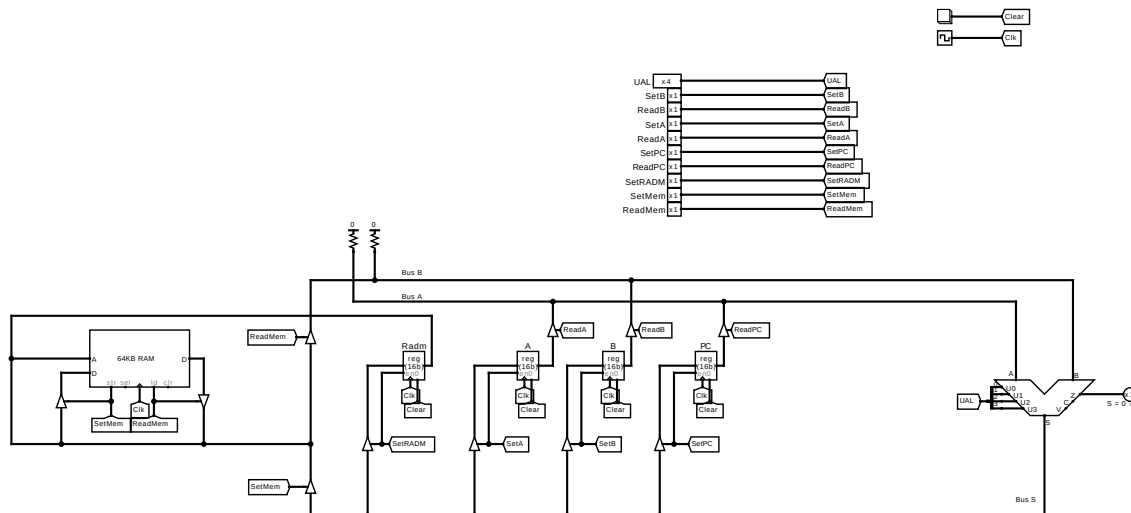 Clear
Clk
UAL x4 UAL
SetB x1 SetB
ReadB x1 ReadB
SetA x1 SetA
ReadA x1 ReadA
SetPC x1 SetPC
ReadPC x1 ReadPC
SetRADM x1 SetRADM
SetMem x1 SetMem
ReadMem x1 ReadMem
0 0
Bus B
Bus A
ReadMem
ReadA
ReadB
ReadPC
Radm
A
B
PC
A 64KB RAM D
D
str sel ld clr
reg
(16b)
en0
reg
(16b)
en0
reg
(16b)
en0
reg
(16b)
en0
Clk
Clear
Clk
Clear
Clk
Clear
Clk
Clear
Clk
SetMem
ReadMem
SetRADM
SetA
SetB
SetPC
SetMem
A
B
UAL
U0
U1
U2
U3
Z
C
V
S
S = 0
Bus S